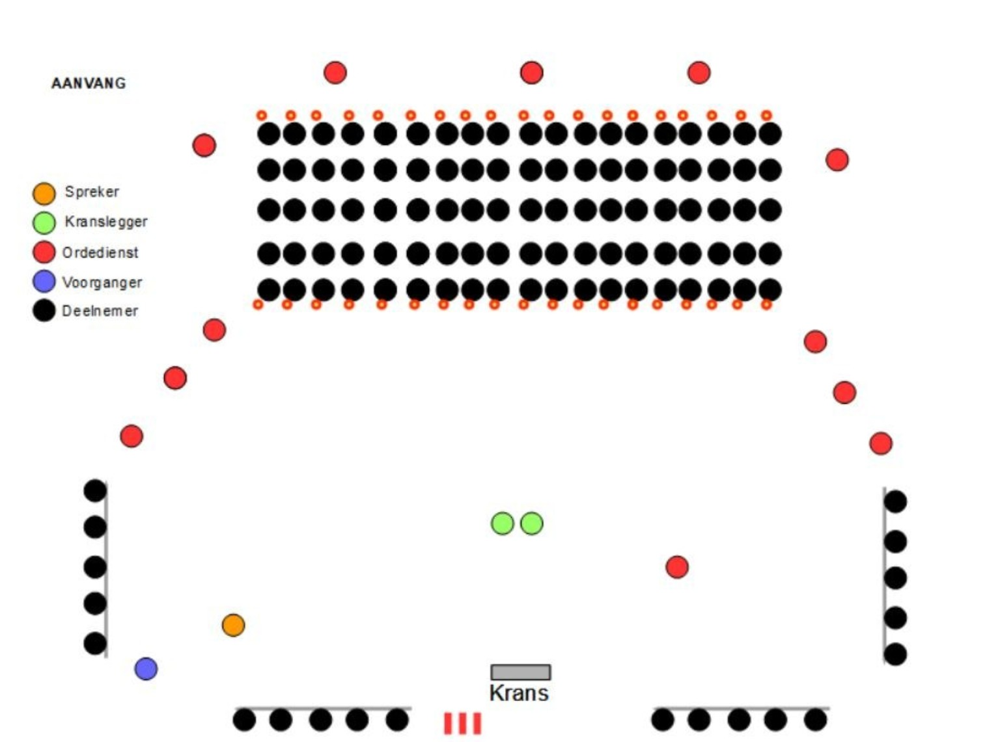 AANVANG
Spreker
Kranslegger
Ordedienst
Voorganger
Deelnemer
Krans